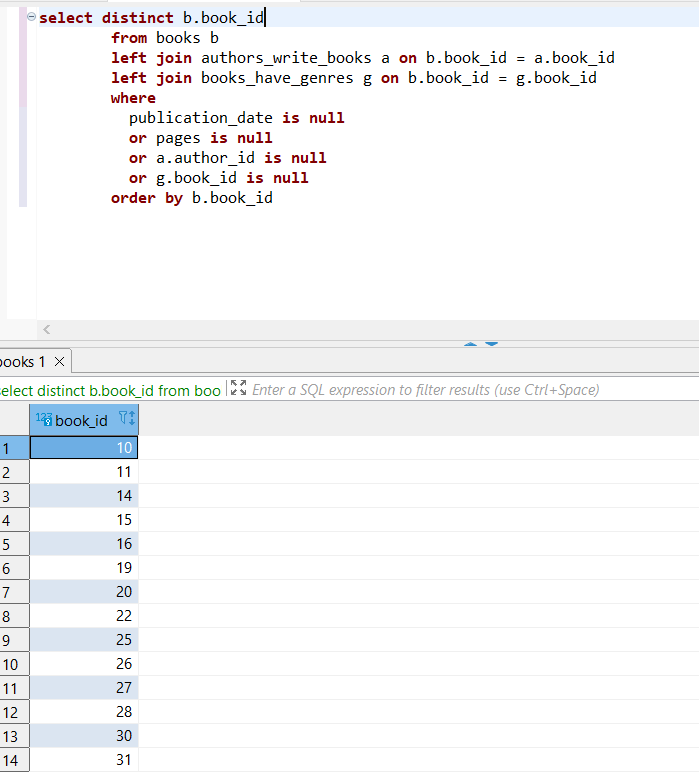 select distinct b.book_id
from books b
left join authors_write_books a on b.book_id = a.book_id
left join books_have_genres g on b.book_id = g.book_id
where
publication_date is null
or pages is null
or a.author_id is null
or g.book_id is null
order by b.book_id
books 1
elect distinct b.book_id from boo Enter a SQL expression to filter results (use Ctrl+Space)
123 book_id
1 10
2 11
3 14
4 15
5 16
6 19
7 20
8 22
9 25
10 26
11 27
12 28
13 30
14 31